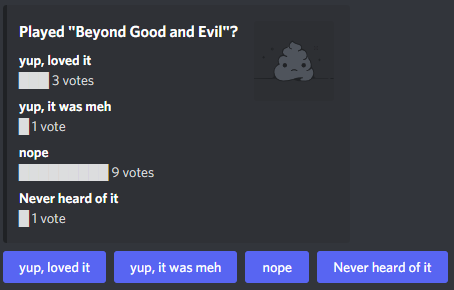 Played "Beyond Good and Evil"?
yup, loved it
3 votes
yup, it was meh
1 vote
nope
9 votes
Never heard of it
1 vote
yup, loved it
yup, it was meh
nope
Never heard of it